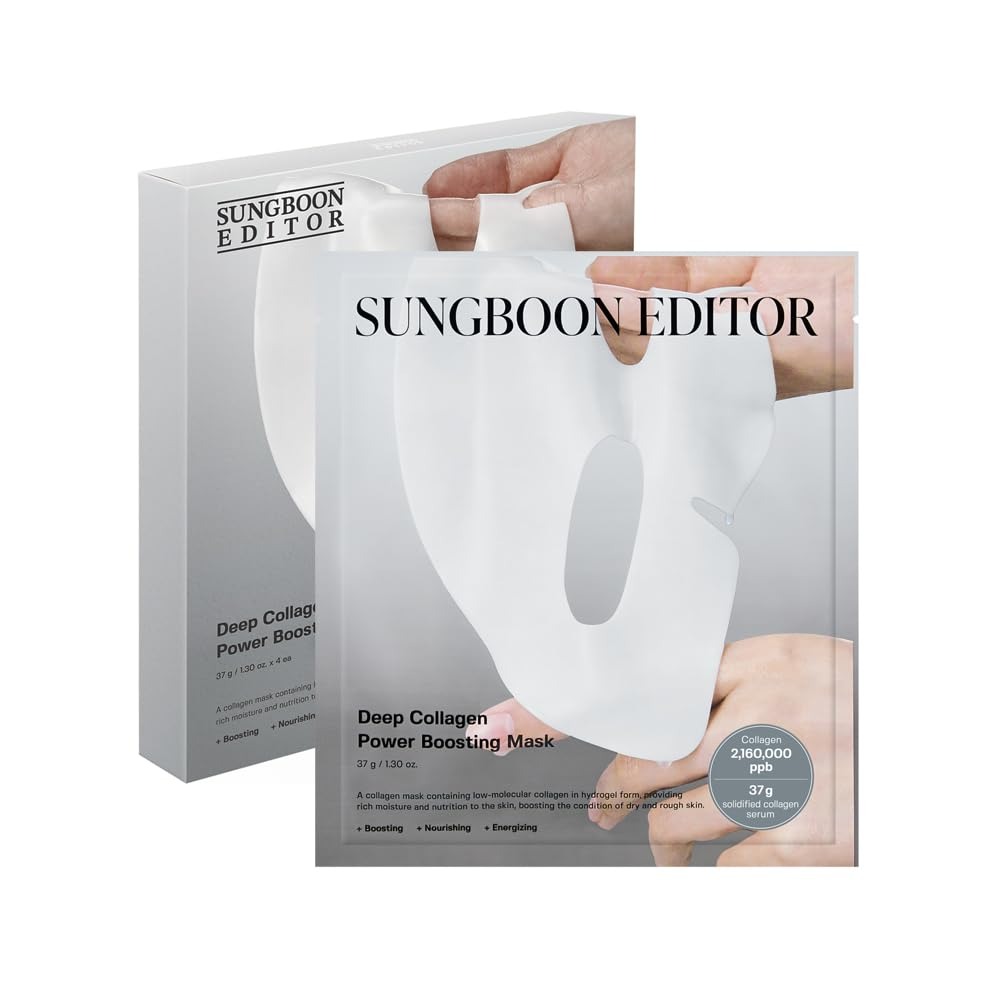 SUNGBOON
EDITOR
Deep
Power
37 g / 1.30 oz. x 4 ea
A collagen mask containing
rich moisture and nutrition to
+ Boosting + Nourishing
SUNGBOON EDITOR
Deep Collagen
Power Boosting Mask
37 g / 1.30 oz.
A collagen mask containing low-molecular collagen in hydrogel form, providing
rich moisture and nutrition to the skin, boosting the condition of dry and rough skin.
+ Boosting + Nourishing + Energizing
Collagen
2,160,000
ppb
37 g
solidified collagen
serum